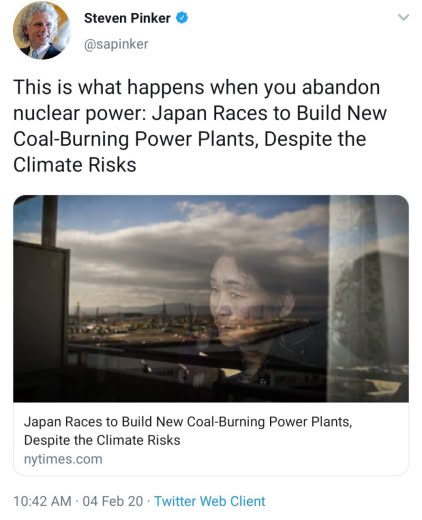 Steven Pinker
@sapinker
This is what happens when you abandon
nuclear power: Japan Races to Build New
Coal-Burning Power Plants, Despite the
Climate Risks
Japan Races to Build New Coal-Burning Power Plants,
Despite the Climate Risks
nytimes.com
10:42 AM · 04 Feb 20 · Twitter Web Client